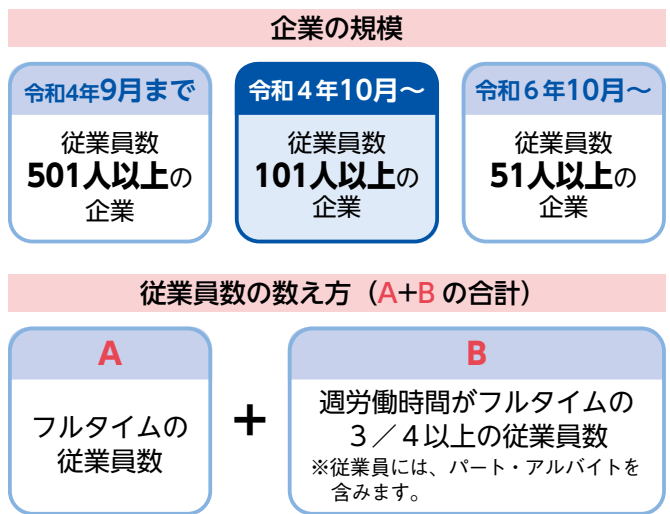 企業の規模
令和4年9月まで
従業員数
501人以上の
企業
令和4年10月～
従業員数
101人以上の
企業
令和6年10月～
従業員数
51人以上の
企業
従業員数の数え方（A+Bの合計）
A
フルタイムの
従業員数
+
B
週労働時間がフルタイムの
３／４以上の従業員数
※従業員には、パート・アルバイトを
含みます。